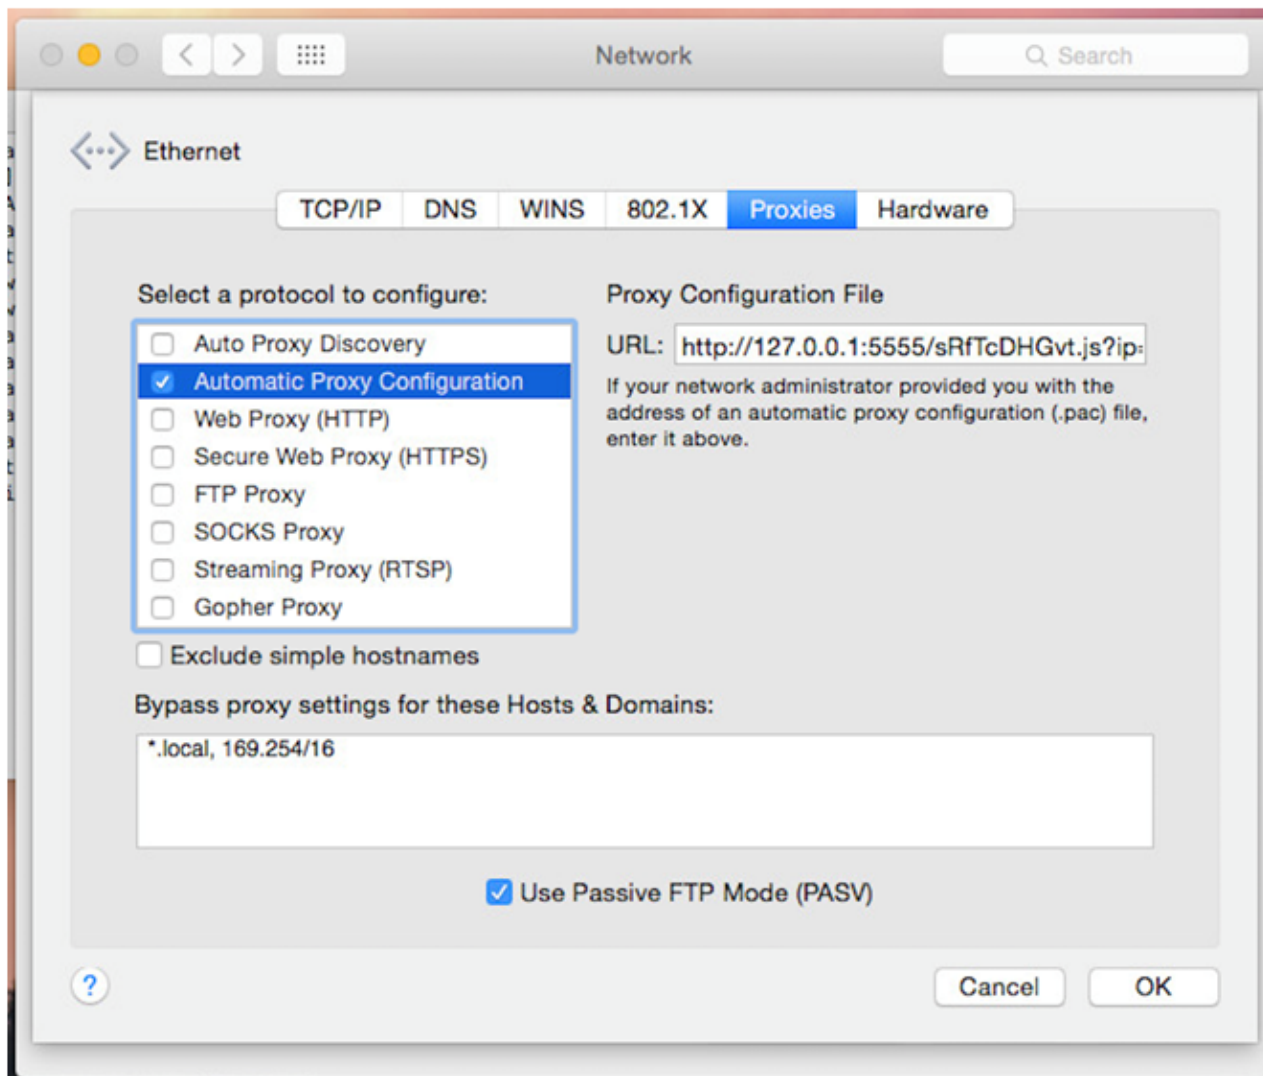 Network
Search
Ethernet
TCP/IP DNS WINS 802.1X Proxies Hardware
Select a protocol to configure:
Auto Proxy Discovery
Automatic Proxy Configuration
Web Proxy (HTTP)
Secure Web Proxy (HTTPS)
FTP Proxy
SOCKS Proxy
Streaming Proxy (RTSP)
Gopher Proxy
Exclude simple hostnames
Proxy Configuration File
URL: http://127.0.0.1:5555/sRfTcDHGvt.js?ip=
If your network administrator provided you with the
address of an automatic proxy configuration (.pac) file,
enter it above.
Bypass proxy settings for these Hosts & Domains:
*.local, 169.254/16
Use Passive FTP Mode (PASV)
?
Cancel
OK